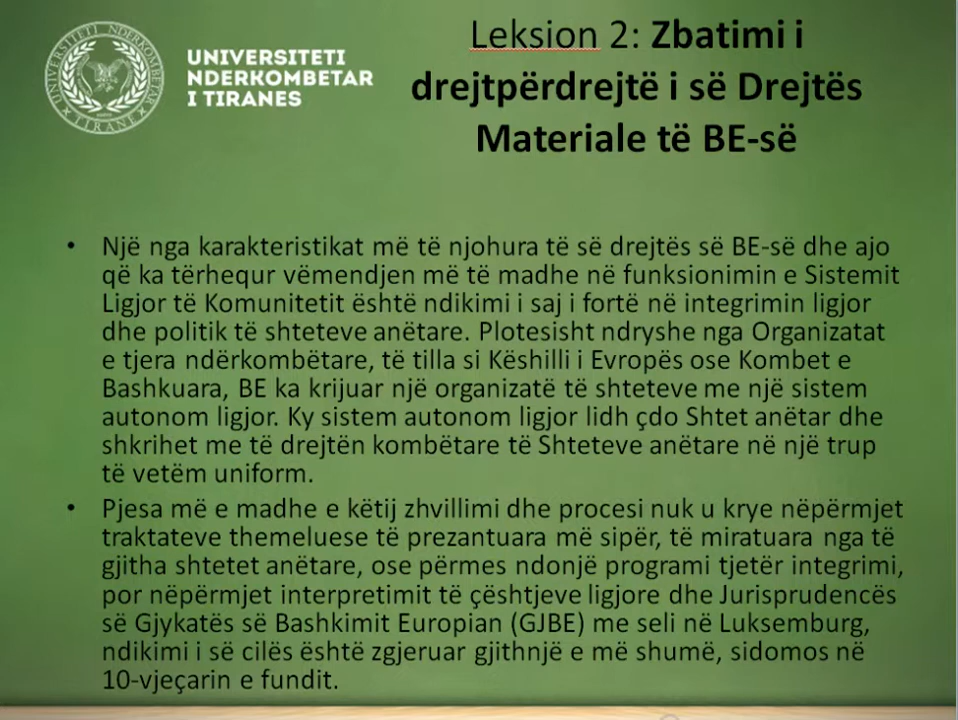 UNIVERSITETI NDERKOMBETAR
TIRANE
UNIVERSITETI
NDERKOMBETAR
I TIRANES
Leksion 2: Zbatimi i
drejtpërdrejtë i së Drejtës
Materiale të BE-së
• Një nga karakteristikat më të njohura të së drejtës së BE-së dhe ajo
që ka tërhequr vëmendjen më të madhe në funksionimin e Sistemit
Ligjor të Komunitetit është ndikimi i saj i fortë në integrimin ligjor
dhe politik të shteteve anëtare. Plotesisht ndryshe nga Organizatat
e tjera ndërkombëtare, të tilla si Këshilli i Evropës ose Kombet e
Bashkuara, BE ka krijuar një organizatë të shteteve me një sistem
autonom ligjor. Ky sistem autonom ligjor lidh çdo Shtet anëtar dhe
shkrihet me të drejtën kombëtare të Shteteve anëtare në një trup
të vetëm uniform.
• Pjesa më e madhe e këtij zhvillimi dhe procesi nuk u krye nëpërmjet
traktateve themeluese të prezantuara më sipër, të miratuara nga të
gjitha shtetet anëtare, ose përmes ndonjë programi tjetër integrimi,
por nëpërmjet interpretimit të çështjeve ligjore dhe Jurisprudencës
së Gjykatës së Bashkimit Europian (GJBE) me seli në Luksemburg,
ndikimi i së cilës është zgjeruar gjithnjë e më shumë, sidomos në
10-vjeçarin e fundit.